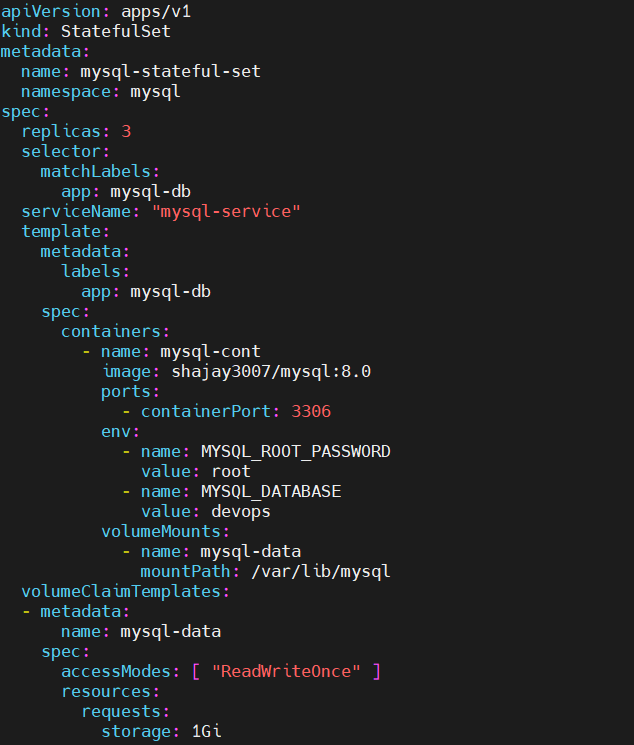 apiVersion: apps/v1
kind: StatefulSet
metadata:
  name: mysql-stateful-set
  namespace: mysql
spec:
  replicas: 3
  selector:
    matchLabels:
      app: mysql-db
  serviceName: "mysql-service"
  template:
    metadata:
      labels:
        app: mysql-db
    spec:
      containers:
        - name: mysql-cont
          image: shajay3007/mysql:8.0
          ports:
            - containerPort: 3306
          env:
            - name: MYSQL_ROOT_PASSWORD
              value: root
            - name: MYSQL_DATABASE
              value: devops
          volumeMounts:
            - name: mysql-data
              mountPath: /var/lib/mysql
  volumeClaimTemplates:
  - metadata:
      name: mysql-data
    spec:
      accessModes: [ "ReadWriteOnce" ]
      resources:
        requests:
          storage: 1Gi